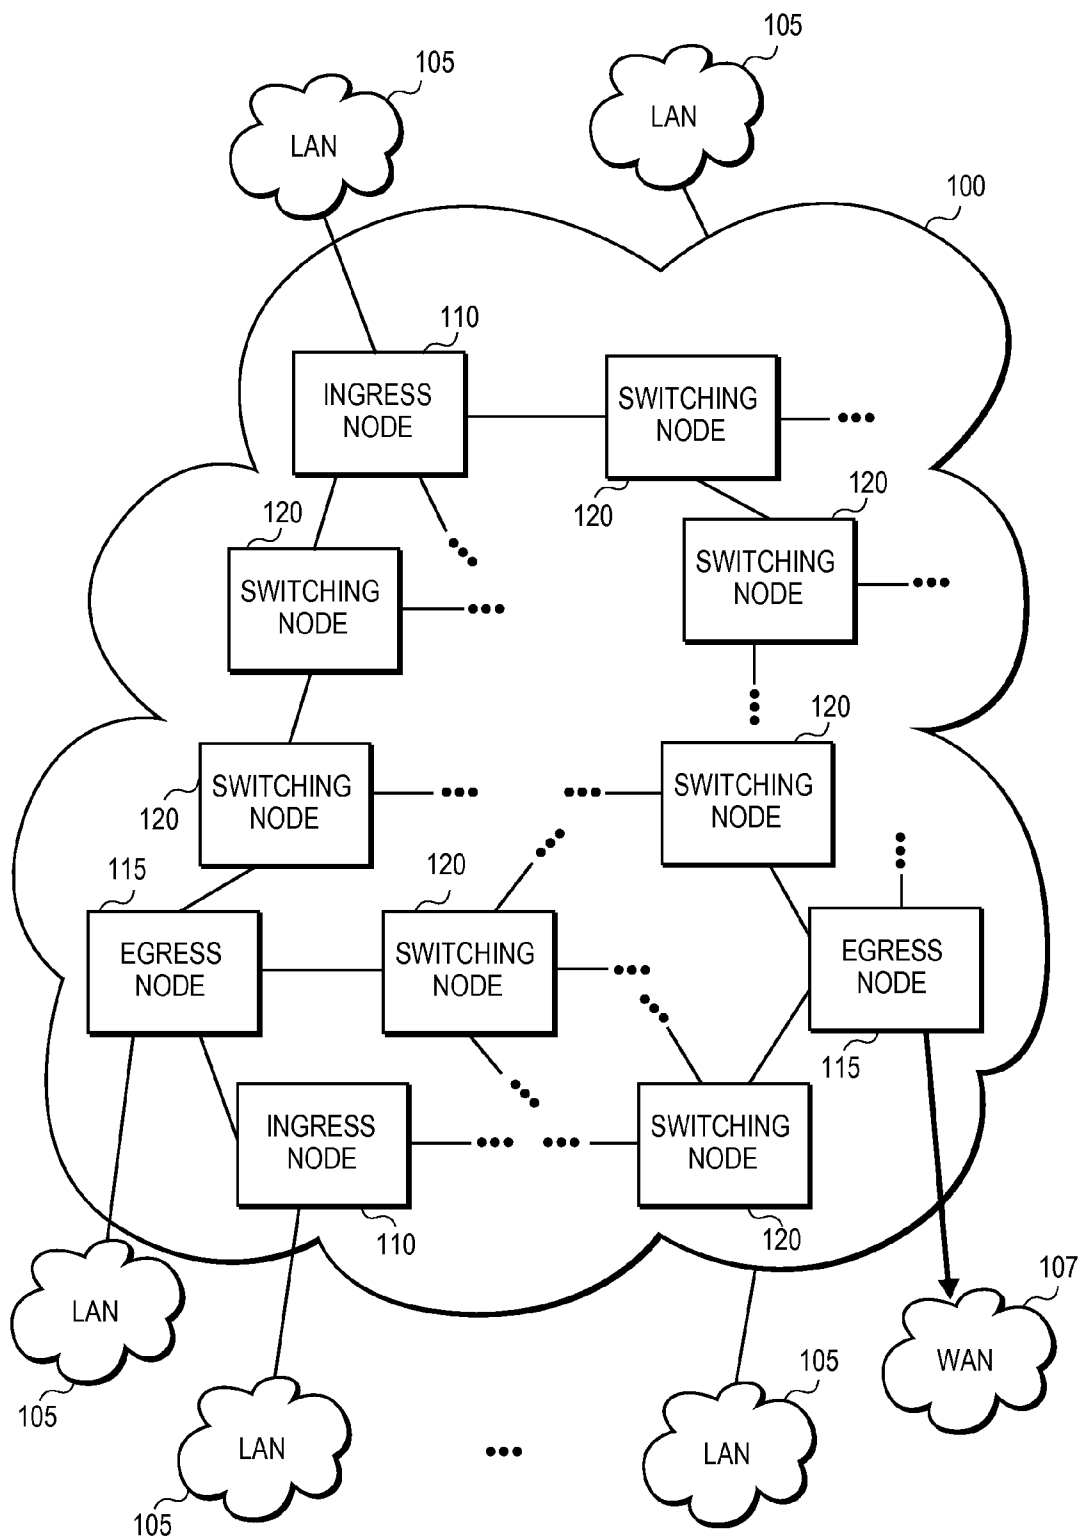 105
LAN
105
LAN
100
110
INGRESS
NODE
SWITCHING
NODE
120
120
120
SWITCHING
NODE
SWITCHING
NODE
120
SWITCHING
NODE
120
SWITCHING
NODE
115
120
EGRESS
NODE
SWITCHING
NODE
EGRESS
NODE
115
INGRESS
NODE
SWITCHING
NODE
110
120
LAN
105
107
WAN
LAN
105
105
LAN